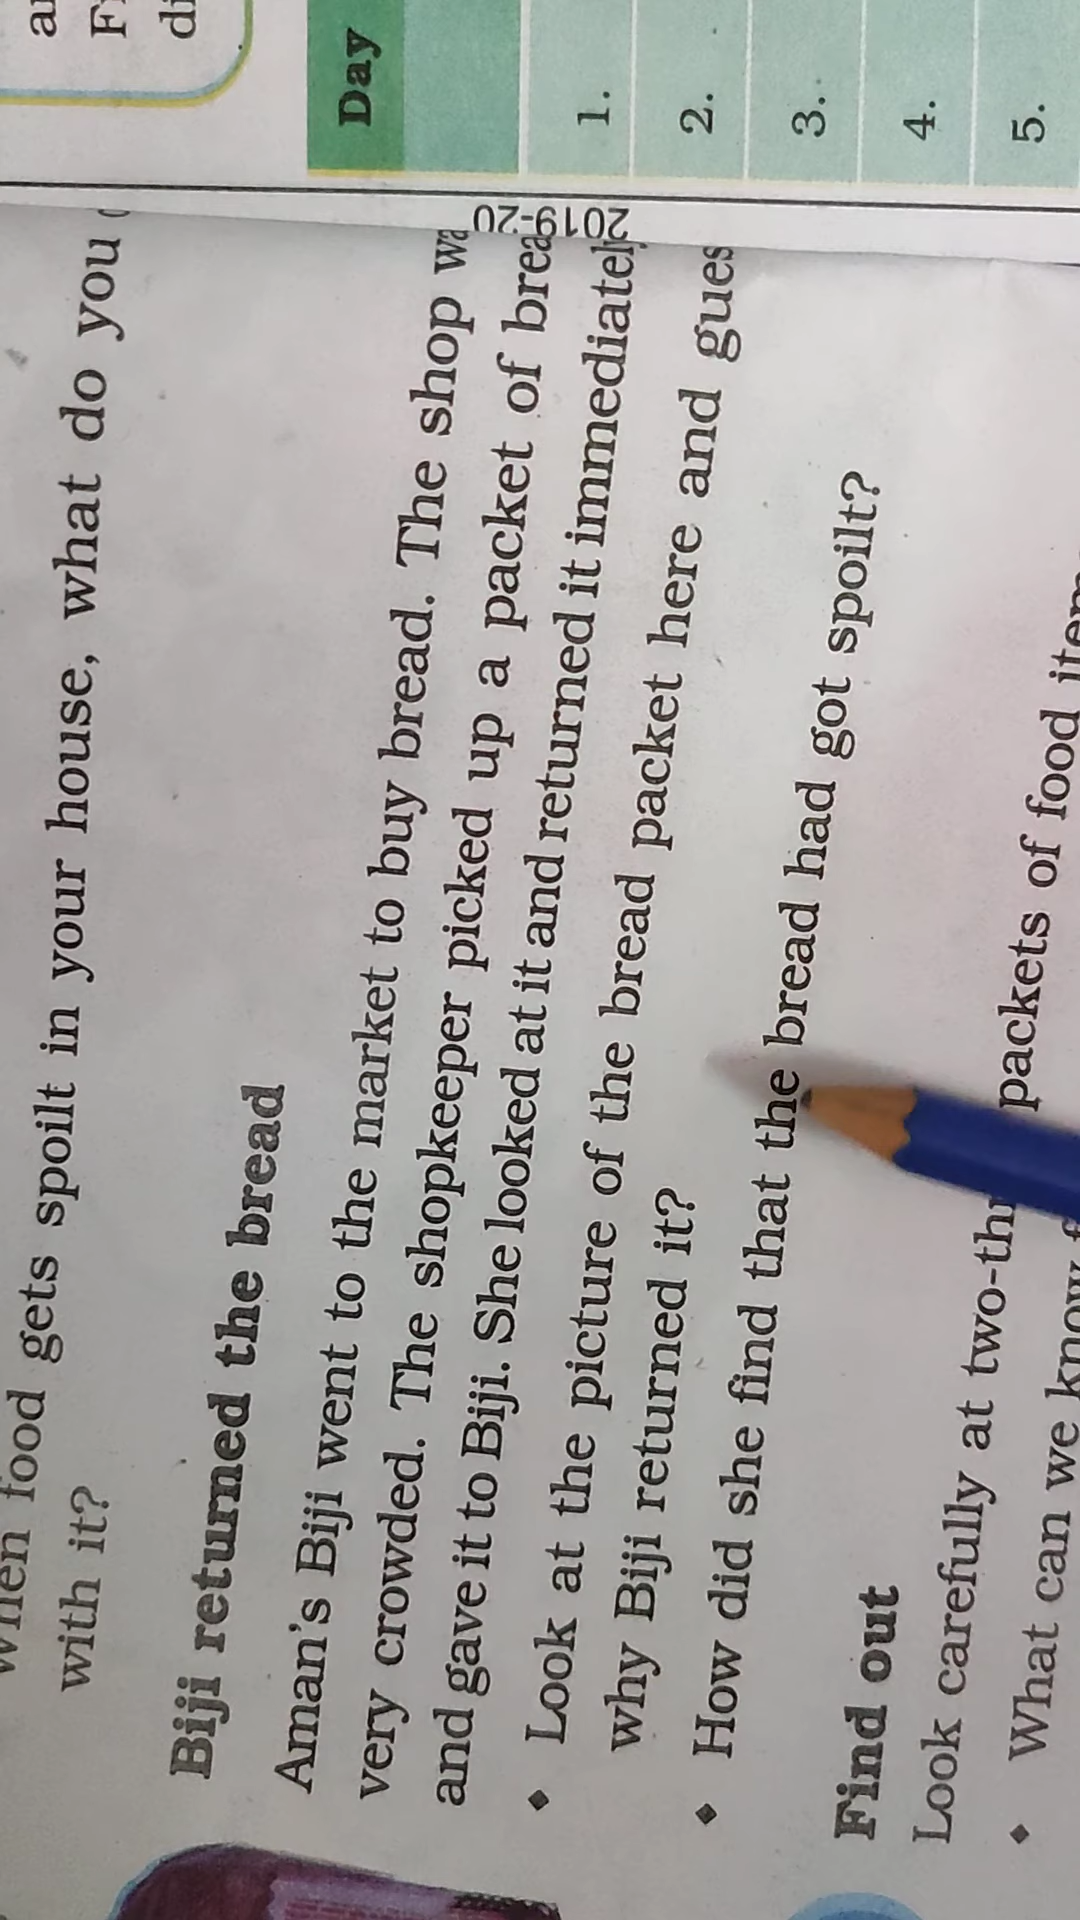 food gets spoilt in your house, what do you
with it?
Biji returned the bread
Aman's Biji went to the market to buy bread. The shop
very crowded. The shopkeeper picked up a packet of
and gave it to Biji. She looked at it and returned it
♦ Look at the picture of the bread packet here and
why Biji returned it?
♦ How did she find that the bread had got spoilt?
Find out
Look carefully at packets of food
♦ What can we know
2019-20
Day
1.
2.
3.
4.
5.